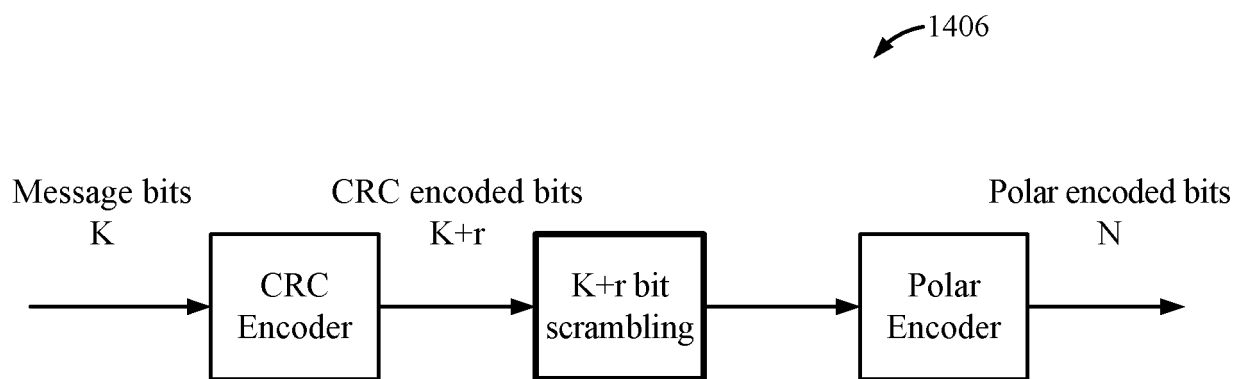 1406
Message bits
K
CRC encoded bits
K+r
Polar encoded bits
N
CRC
Encoder
K+r bit
scrambling
Polar
Encoder